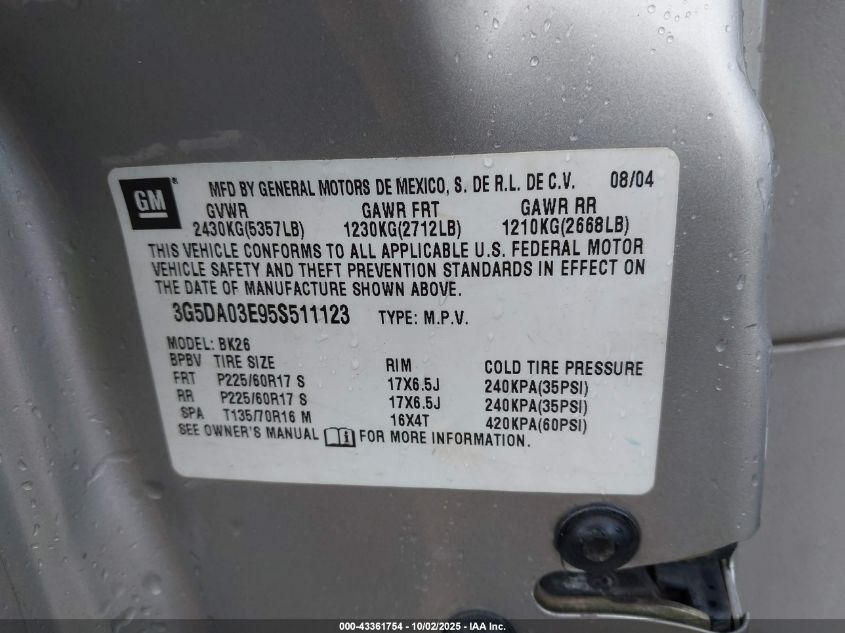 GM®
MFD BY GENERAL MOTORS DE MEXICO, S. DE R.L. DE C.V. 08/04
GVWR GAWR FRT GAWR RR
2430KG(5357LB) 1230KG(2712LB) 1210KG(2668LB)
THIS VEHICLE CONFORMS TO ALL APPLICABLE U.S. FEDERAL MOTOR
VEHICLE SAFETY AND THEFT PREVENTION STANDARDS IN EFFECT ON
THE DATE OF MANUFACTURE SHOWN ABOVE.
3G5DA03E95S511123 TYPE: M.P.V.
MODEL: BK26
BPBV TIRE SIZE RIM COLD TIRE PRESSURE
FRT P225/60R17 S 17X6.5J 240KPA(35PSI)
RR P225/60R17 S 17X6.5J 240KPA(35PSI)
SPA T135/70R16 M 16X4T 420KPA(60PSI)
SEE OWNER'S MANUAL FOR MORE INFORMATION.
000-43361754 - 10/02/2025 - IAA Inc.